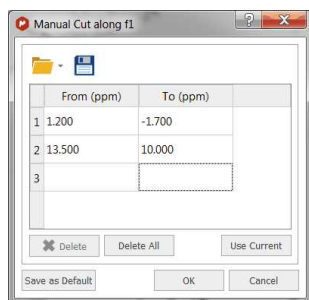 Manual Cut along f1
From (ppm) To (ppm)
1 1.200 -1.700
2 13.500 10.000
3
Delete Delete All Use Current
Save as Default OK Cancel